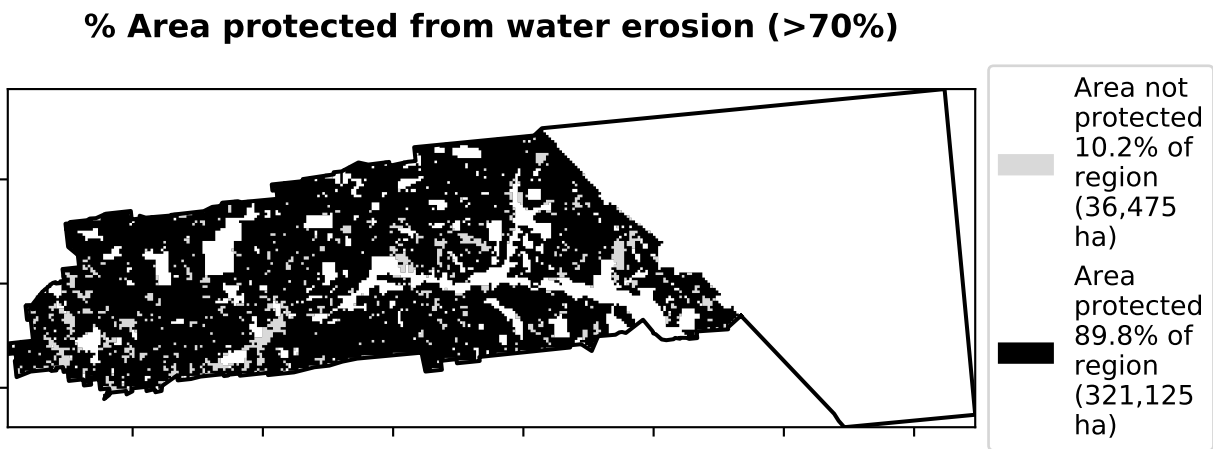 % Area protected from water erosion (>70%)
Area not
protected
10.2% of
region
(36,475
ha)
Area
protected
89.8% of
region
(321,125
ha)